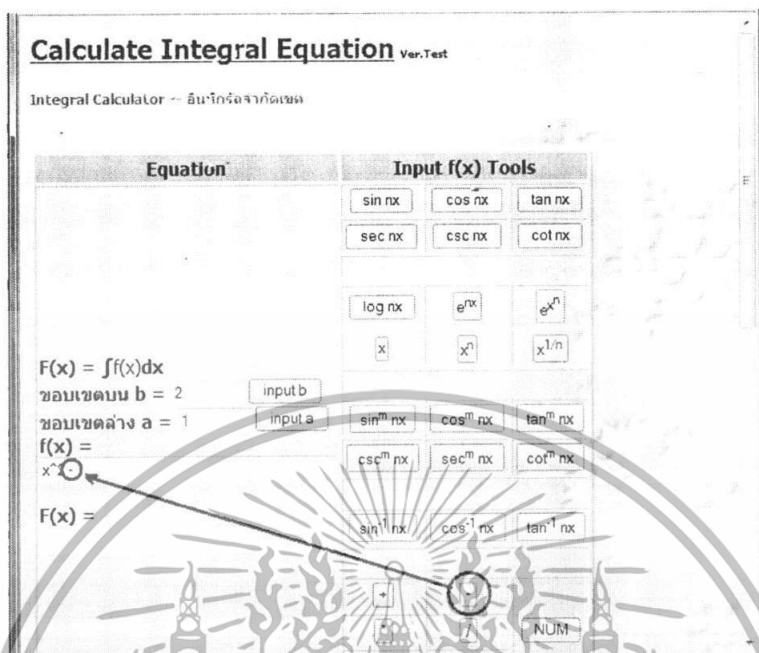 Calculate Integral Equation Ver.Test
Integral Calculator -- อินทิกรัลจำกัดเขต
Equation Input f(x) Tools
sin nx cos nx tan nx
sec nx csc nx cot nx
log nx e^nx e^x^n
x x^n x^1/n
F(x) = ∫f(x)dx
ขอบเขตบน b = 2 input b
ขอบเขตล่าง a = 1 input a
sin^m nx cos^m nx tan^m nx
f(x) =
csc^m nx sec^m nx cot^m nx
x^2-
F(x) =
sin^-1 nx cos^-1 nx tan^-1 nx
+ -
* / NUM